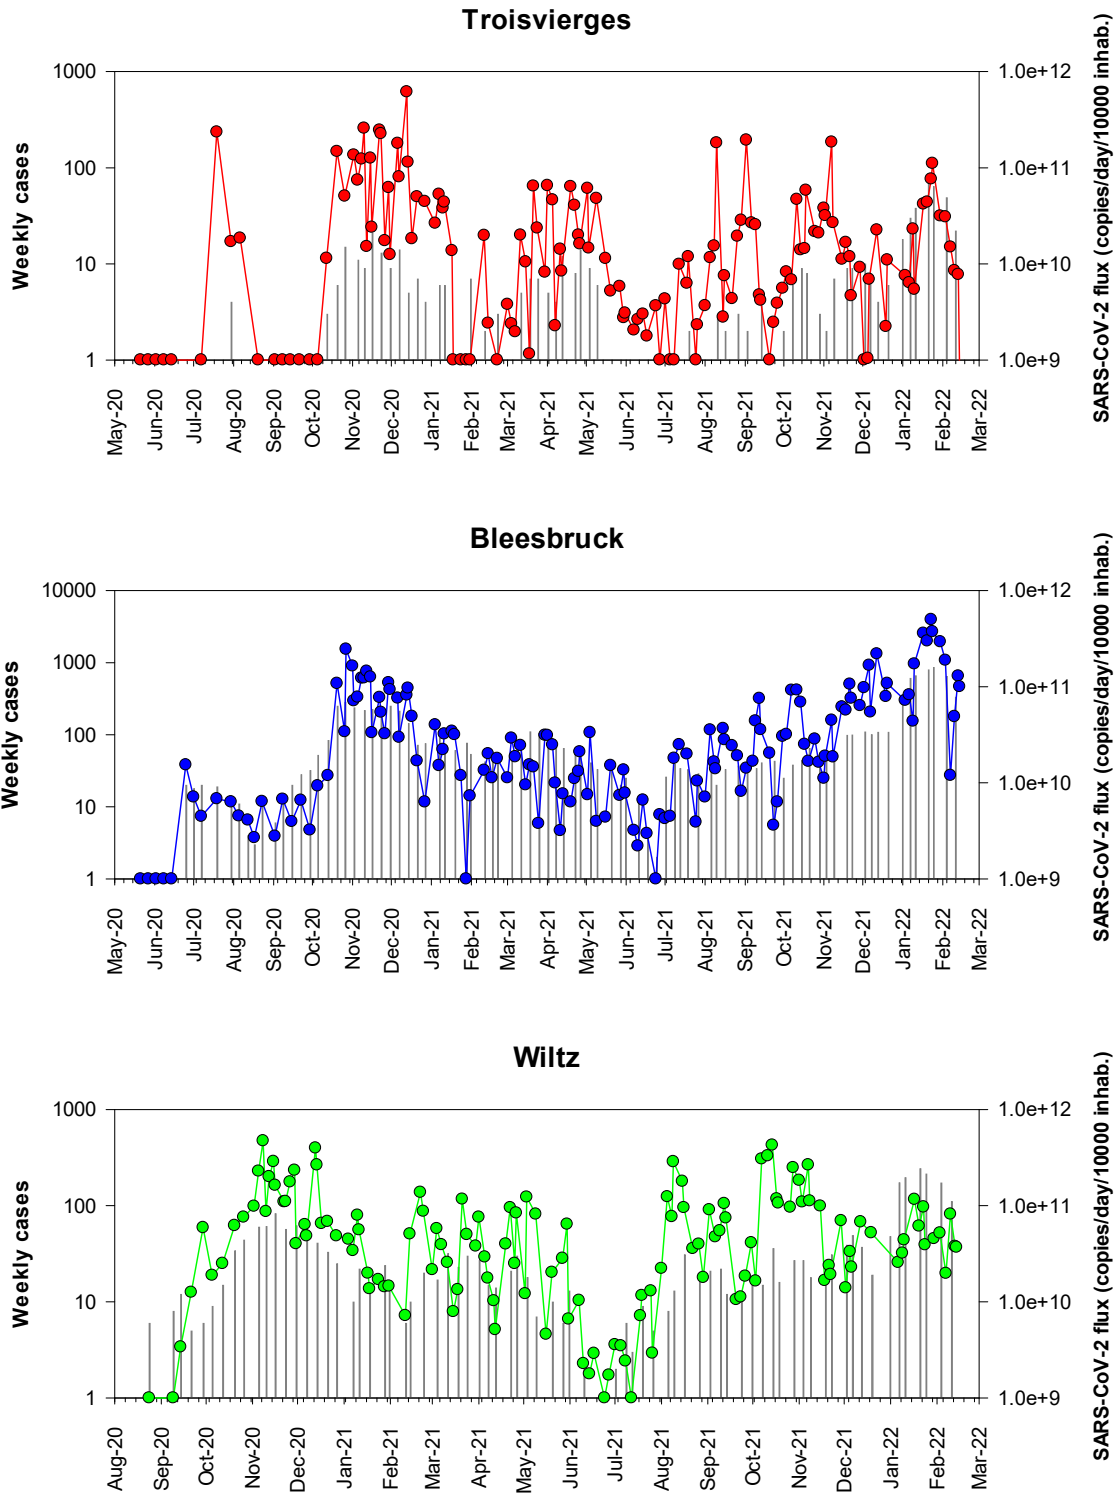 Troisvierges
Weekly cases
1000
100
10
1
1.0e+12
1.0e+11
1.0e+10
1.0e+9
SARS-CoV-2 flux (copies/day/10000 inhab.)
May-20
Jun-20
Jul-20
Aug-20
Sep-20
Oct-20
Nov-20
Dec-20
Jan-21
Feb-21
Mar-21
Apr-21
May-21
Jun-21
Jul-21
Aug-21
Sep-21
Oct-21
Nov-21
Dec-21
Jan-22
Feb-22
Mar-22
Bleesbruck
Weekly cases
10000
1000
100
10
1
1.0e+12
1.0e+11
1.0e+10
1.0e+9
SARS-CoV-2 flux (copies/day/10000 inhab.)
May-20
Jun-20
Jul-20
Aug-20
Sep-20
Oct-20
Nov-20
Dec-20
Jan-21
Feb-21
Mar-21
Apr-21
May-21
Jun-21
Jul-21
Aug-21
Sep-21
Oct-21
Nov-21
Dec-21
Jan-22
Feb-22
Mar-22
Wiltz
Weekly cases
1000
100
10
1
1.0e+12
1.0e+11
1.0e+10
1.0e+9
SARS-CoV-2 flux (copies/day/10000 inhab.)
Aug-20
Sep-20
Oct-20
Nov-20
Dec-20
Jan-21
Feb-21
Mar-21
Apr-21
May-21
Jun-21
Jul-21
Aug-21
Sep-21
Oct-21
Nov-21
Dec-21
Jan-22
Feb-22
Mar-22